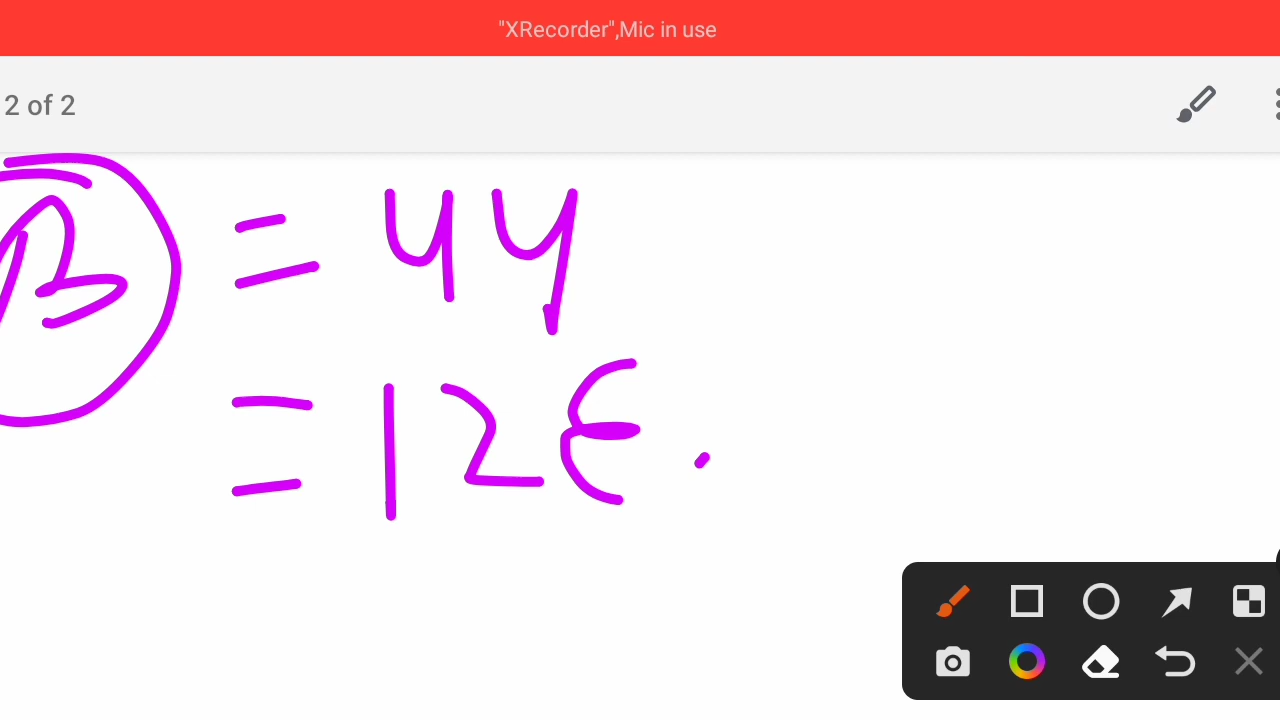 "XRecorder",Mic in use
2 of 2
B = 44
= 12E.